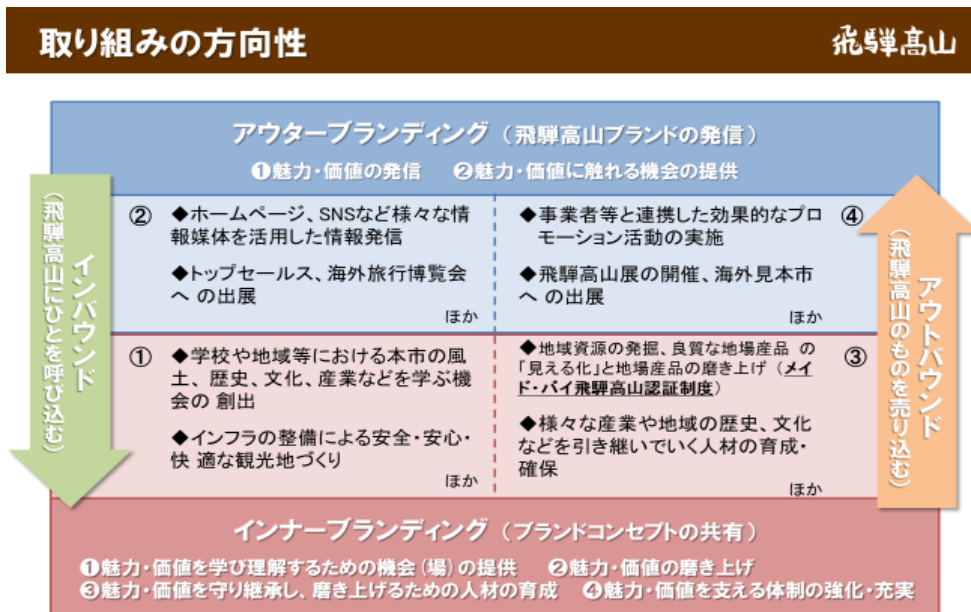 取り組みの方向性
飛騨高山
アウターブランディング（飛騨高山ブランドの発信）
❶魅力・価値の発信　❷魅力・価値に触れる機会の提供
インバウンド
（飛騨高山にひとを呼び込む）
②
◆ホームページ、SNSなど様々な情
報媒体を活用した情報発信
◆トップセールス、海外旅行博覧会
へ の出展
ほか
④
◆事業者等と連携した効果的なプロ
モーション活動の実施
◆飛騨高山展の開催、海外見本市
へ の出展
ほか
①
◆学校や地域等における本市の風
土、歴史、文化、産業などを学ぶ機
会の 創出
◆インフラの整備による安全・安心・
快 適な観光地づくり
ほか
③
◆地域資源の発掘、良質な地場産品 の
「見える化」と地場産品の磨き上げ（メイ
ド・バイ飛騨高山認証制度）
◆様々な産業や地域の歴史、文化
などを引き継いでいく人材の育成・
確保
ほか
アウトバウンド
（飛騨高山のものを売り込む）
インナーブランディング（ブランドコンセプトの共有）
❶魅力・価値を学び理解するための機会（場）の提供　❷魅力・価値の磨き上げ
❸魅力・価値を守り継承し、磨き上げるための人材の育成　❹魅力・価値を支える体制の強化・充実